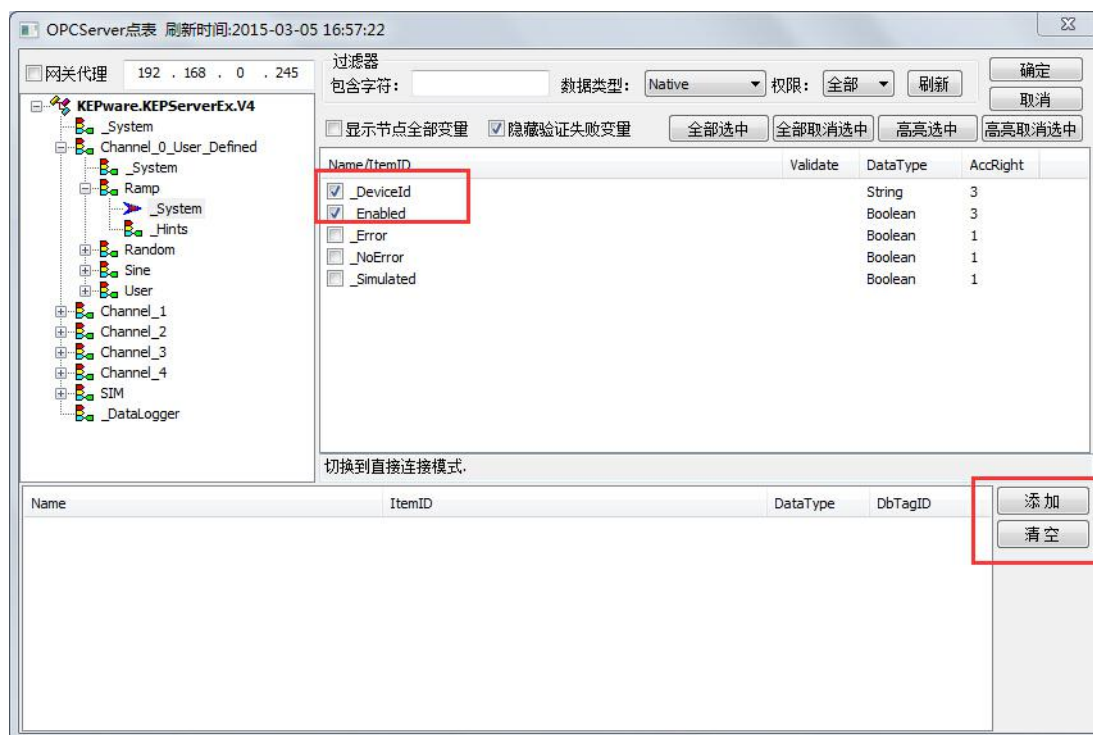 OPCServer点表 刷新时间:2015-03-05 16:57:22
网关代理 192 . 168 . 0 . 245
过滤器
包含字符: 数据类型: Native 权限: 全部 刷新
确定
取消
显示节点全部变量 隐藏验证失败变量 全部选中 全部取消选中 高亮选中 高亮取消选中
KEPware.KEPServerEx.V4
_System
Channel_0_User_Defined
_System
Ramp
_System
_Hints
Random
Sine
User
Channel_1
Channel_2
Channel_3
Channel_4
SIM
_DataLogger
Name/ItemID Validate DataType AccRight
_DeviceId String 3
_Enabled Boolean 3
_Error Boolean 1
_NoError Boolean 1
_Simulated Boolean 1
切换到直接连接模式.
Name ItemID DataType DbTagID
添加
清空